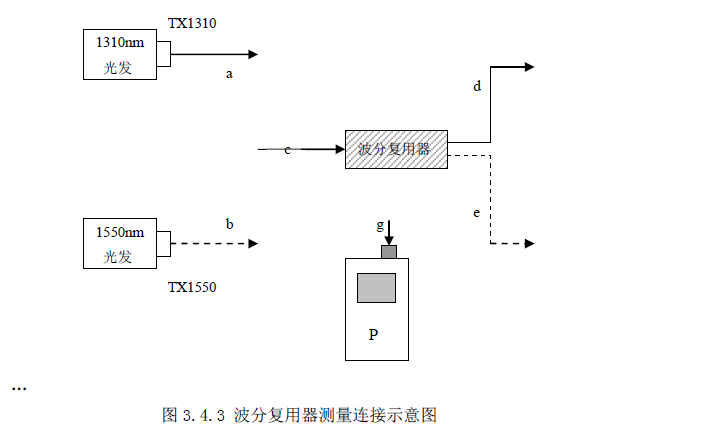 TX1310
1310nm
光发
a
d
c
波分复用器
e
1550nm
光发
b
g
TX1550
P
...
图 3.4.3 波分复用器测量连接示意图